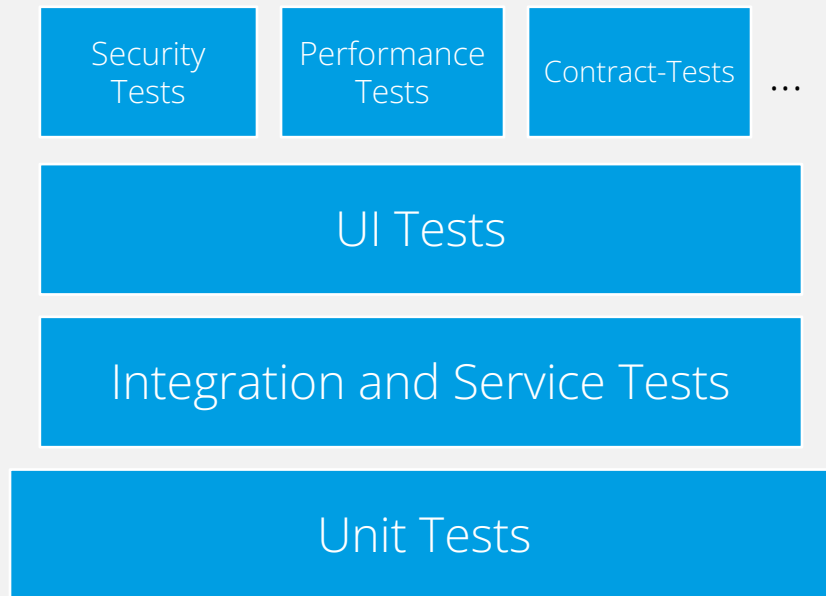 Security
Tests
Performance
Tests
Contract-Tests
...
UI Tests
Integration and Service Tests
Unit Tests